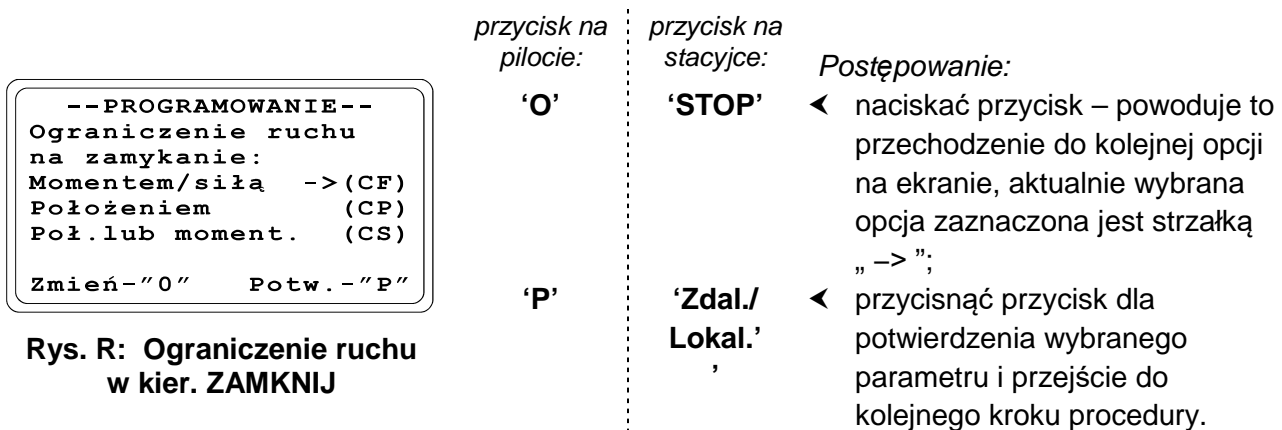 przycisk na pilocie:
przycisk na stacyjce:
Postępowanie:
--PROGRAMOWANIE--
Ograniczenie ruchu
na zamykanie:
Momentem/siłą ->(CF)
Położeniem (CP)
Poł.lub moment. (CS)
Zmień-"0" Potw.-"P"
Rys. R: Ograniczenie ruchu
w kier. ZAMKNIJ
‘O’
‘STOP’
naciskać przycisk – powoduje to
przechodzenie do kolejnej opcji
na ekranie, aktualnie wybrana
opcja zaznaczona jest strzałką
„ –> ”;
‘P’
‘Zdal./
Lokal.’
’
przycisnąć przycisk dla
potwierdzenia wybranego
parametru i przejście do
kolejnego kroku procedury.